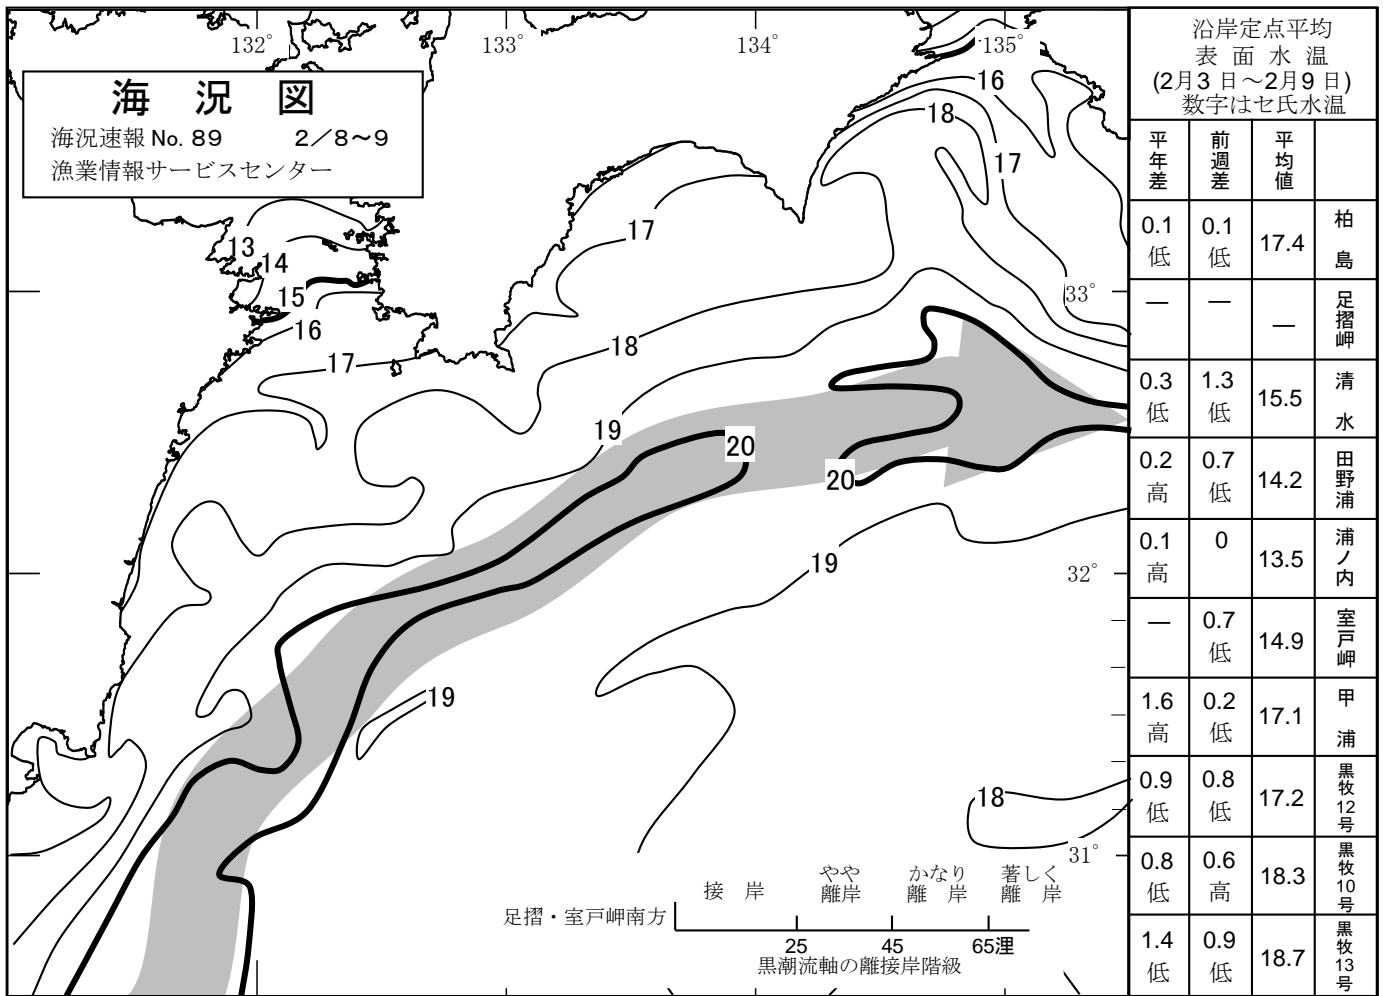 132°
133°
134°
135°
海況図
海況速報 No. 89 2／8〜9
漁業情報サービスセンター
16
18
17
17
13
14
15
16
17
18
33°
19
20
20
19
32°
19
18
31°
接岸
やや離岸
かなり離岸
著しく離岸
足摺・室戸岬南方
25 45 65浬
黒潮流軸の離接岸階級
沿岸定点平均
表面水温
(2月3日〜2月9日)
数字はセ氏水温
平年差 前週差 平均値
0.1低 0.1低 17.4 柏島
― ― ― 足摺岬
0.3低 1.3低 15.5 清水
0.2高 0.7低 14.2 田野浦
0.1高 0 13.5 浦ノ内
― 0.7低 14.9 室戸岬
1.6高 0.2低 17.1 甲浦
0.9低 0.8低 17.2 黒牧12号
0.8低 0.6高 18.3 黒牧10号
1.4低 0.9低 18.7 黒牧13号